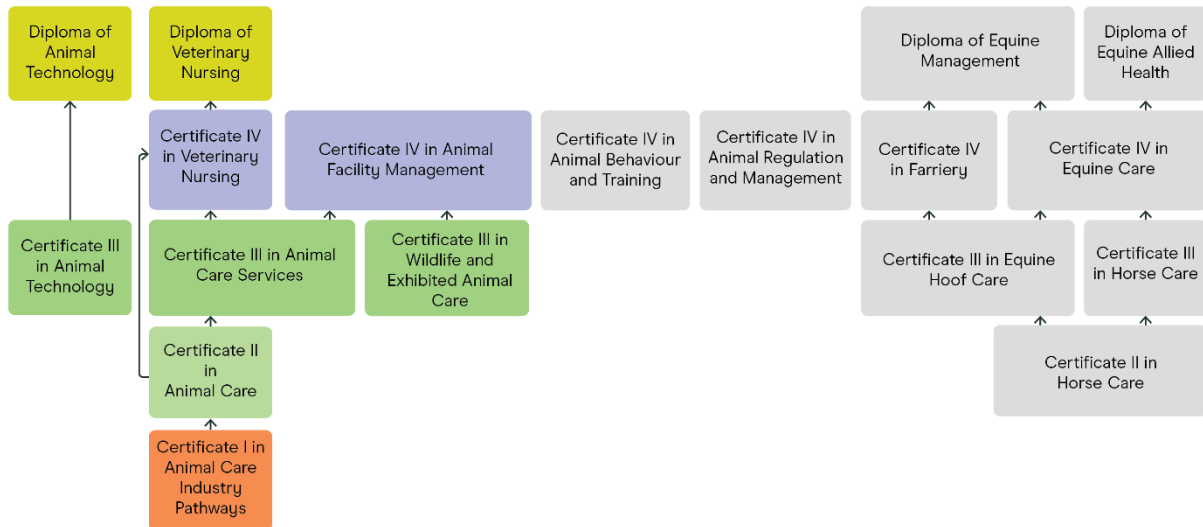 Diploma of
Animal
Technology
Diploma of
Veterinary
Nursing
Diploma of Equine
Management
Diploma of
Equine Allied
Health
Certificate IV
in Veterinary
Nursing
Certificate IV in Animal
Facility Management
Certificate IV in
Animal Behaviour
and Training
Certificate IV in
Animal Regulation
and Management
Certificate IV
in Farriery
Certificate IV in
Equine Care
Certificate III
in Animal
Technology
Certificate III in Animal
Care Services
Certificate III in
Wildlife and
Exhibited Animal
Care
Certificate III in Equine
Hoof Care
Certificate III
in Horse Care
Certificate II
in
Animal Care
Certificate II in
Horse Care
Certificate I in
Animal Care
Industry
Pathways